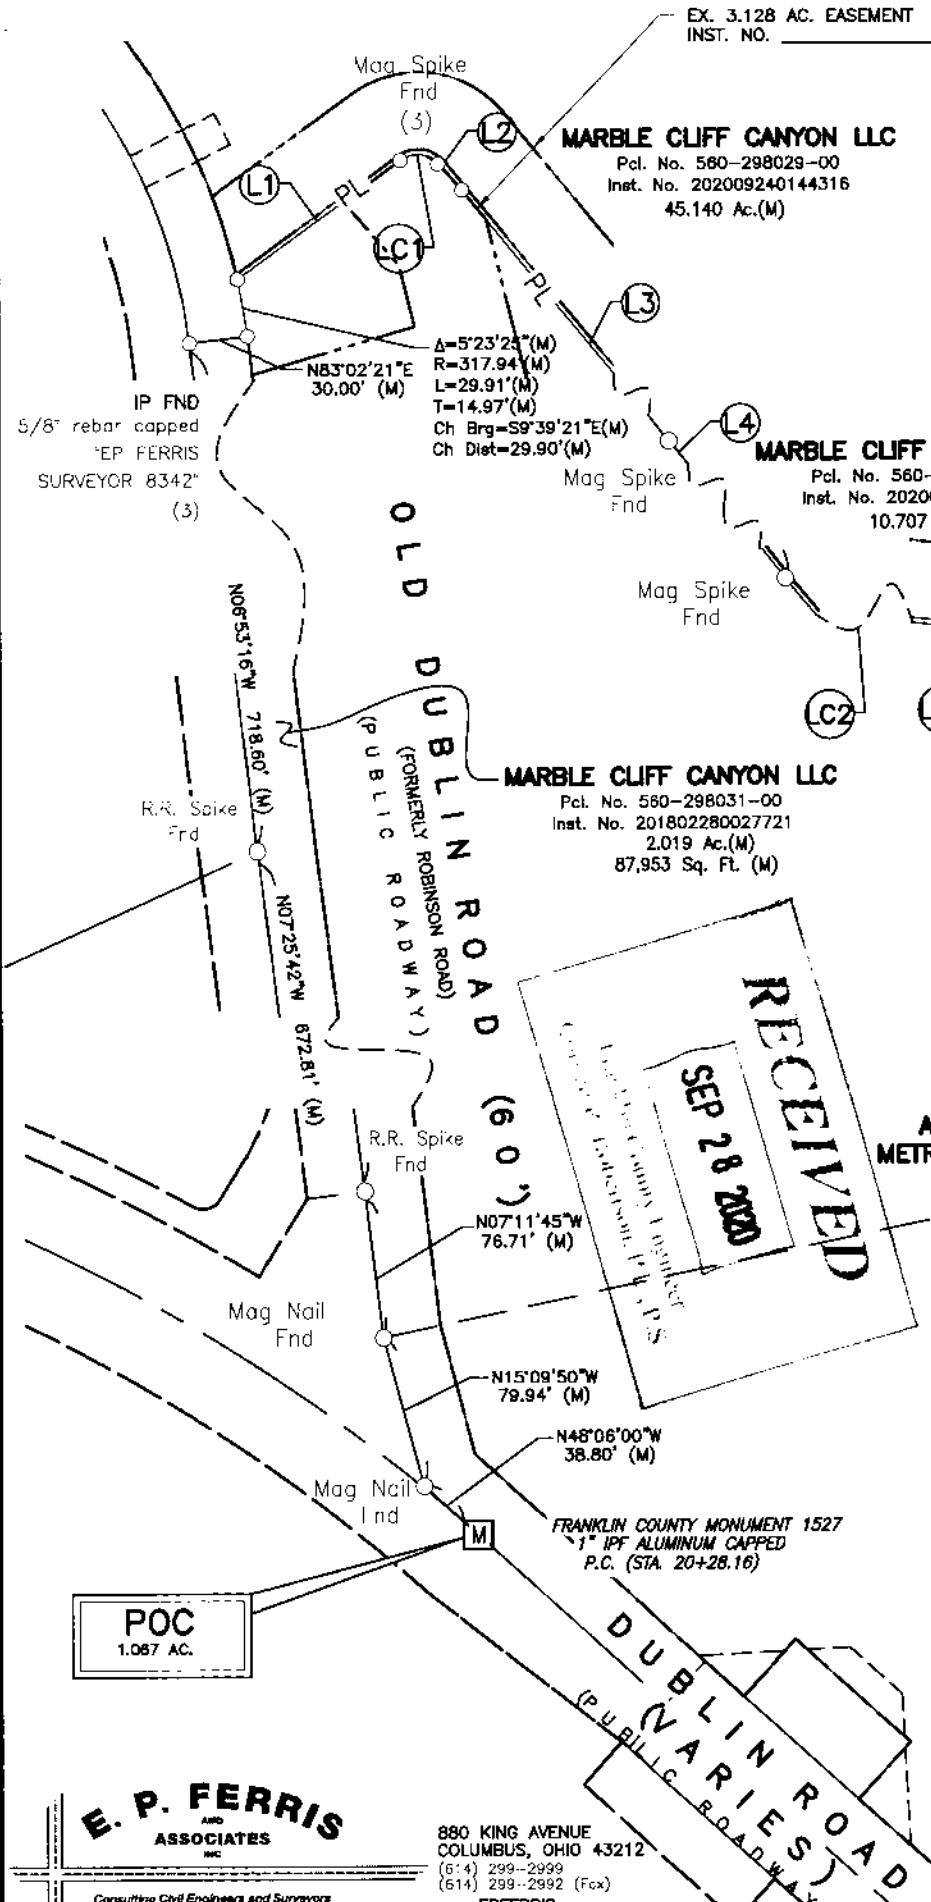 EX. 3.128 AC. EASEMENT
INST. NO.
Mag Spike
Fnd
(3)
L2
MARBLE CLIFF CANYON LLC
Pcl. No. 560-298029-00
Inst. No. 202009240144316
45.140 Ac.(M)
L1
PL
LC1
PL
L3
N83°02'21"E
30.00' (M)
Δ=5°23'25"(M)
R=317.94'(M)
L=29.91'(M)
T=14.97'(M)
Ch Brg=S9°39'21"E(M)
Ch Dist=29.90'(M)
IP FND
5/8" rebar capped
"EP FERRIS
SURVEYOR 8342"
(3)
L4
MARBLE CLIFF
Pcl. No. 560-
Inst. No. 2020
10.707
Mag Spike
Fnd
Mag Spike
Fnd
LC2
OLD DUBLIN ROAD (60')
(FORMERLY ROBINSON ROAD)
(PUBLIC ROADWAY)
N06°53'16"W 718.60' (M)
MARBLE CLIFF CANYON LLC
Pcl. No. 560-298031-00
Inst. No. 201802280027721
2.019 Ac.(M)
87,953 Sq. Ft. (M)
R.R. Spike
Fnd
N07°25'42"W 672.81' (M)
RECEIVED
SEP 28 2020
A
METR
R.R. Spike
Fnd
N07°11'45"W
76.71' (M)
Mag Nail
Fnd
N15°09'50"W
79.94' (M)
N48°06'00"W
38.80' (M)
Mag Nail
M
FRANKLIN COUNTY MONUMENT 1527
1" IPF ALUMINUM CAPPED
P.C. (STA. 20+28.16)
POC
1.067 AC.
DUBLIN ROAD
(VARIES)
(PUBLIC ROADWAY
E. P. FERRIS
AND
ASSOCIATES
INC
Consulting Civil Engineers and Surveyors
880 KING AVENUE
COLUMBUS, OHIO 43212
(614) 299-2999
(614) 299-2992 (Fax)